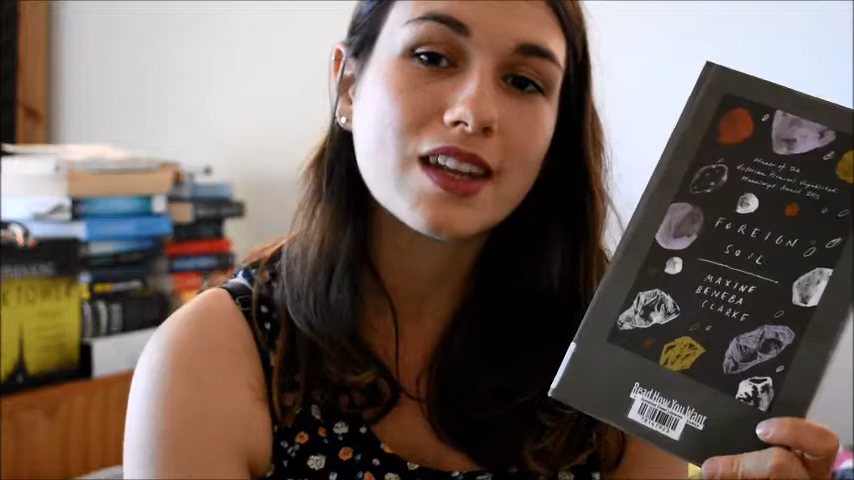 Winner of the
Victorian Premier's Unpublished
Manuscript Award 2013
FOREIGN
SOIL
MAXINE
BENEBA
CLARKE
Read How You Want